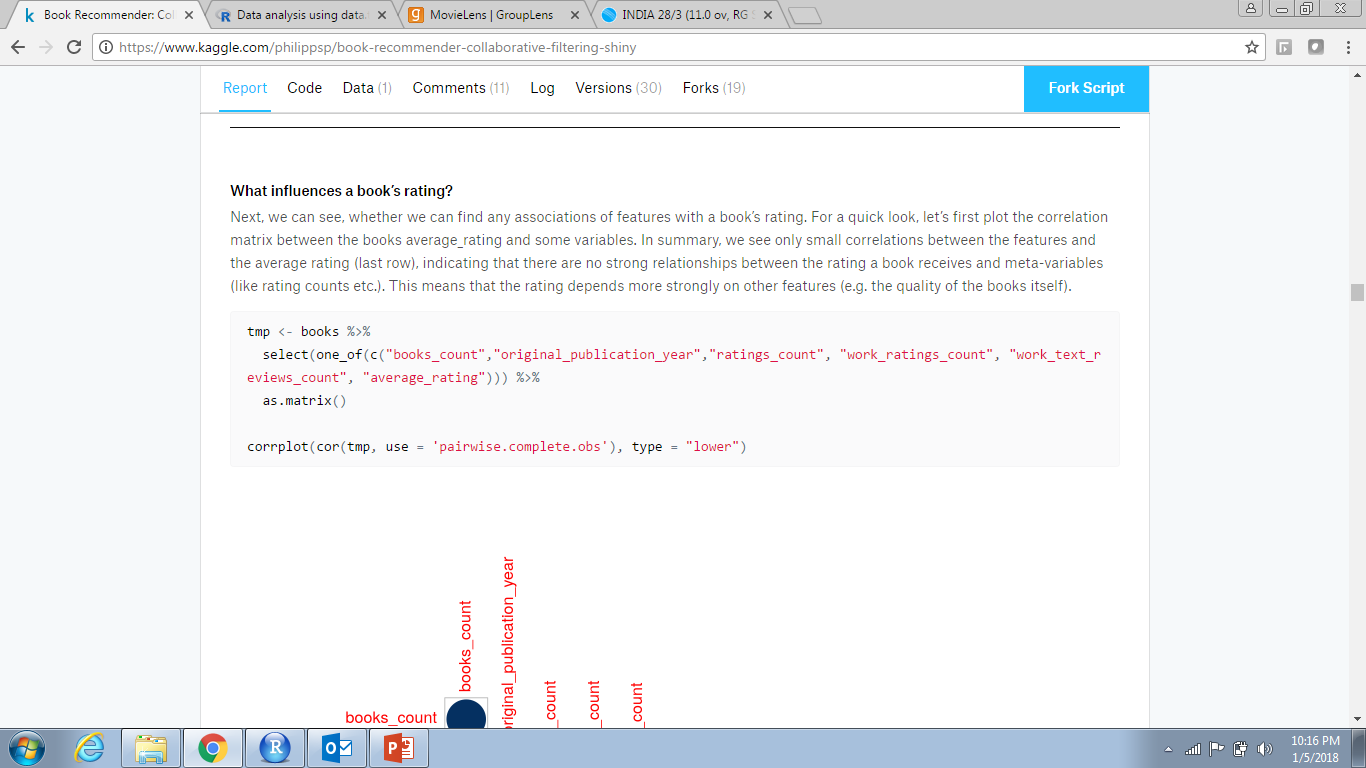 Book Recommender: Col
Data analysis using data.
MovieLens | GroupLens
INDIA 28/3 (11.0 ov, RG S
https://www.kaggle.com/philippsp/book-recommender-collaborative-filtering-shiny
Report Code Data (1) Comments (11) Log Versions (30) Forks (19) Fork Script
What influences a book's rating?
Next, we can see, whether we can find any associations of features with a book's rating. For a quick look, let's first plot the correlation
matrix between the books average_rating and some variables. In summary, we see only small correlations between the features and
the average rating (last row), indicating that there are no strong relationships between the rating a book receives and meta-variables
(like rating counts etc.). This means that the rating depends more strongly on other features (e.g. the quality of the books itself).
tmp <- books %>%
  select(one_of(c("books_count","original_publication_year","ratings_count", "work_ratings_count", "work_text_r
eviews_count", "average_rating"))) %>%
  as.matrix()
corrplot(cor(tmp, use = 'pairwise.complete.obs'), type = "lower")
books_count
riginal_publication_year
_count
_count
_count
books_count
10:16 PM
1/5/2018